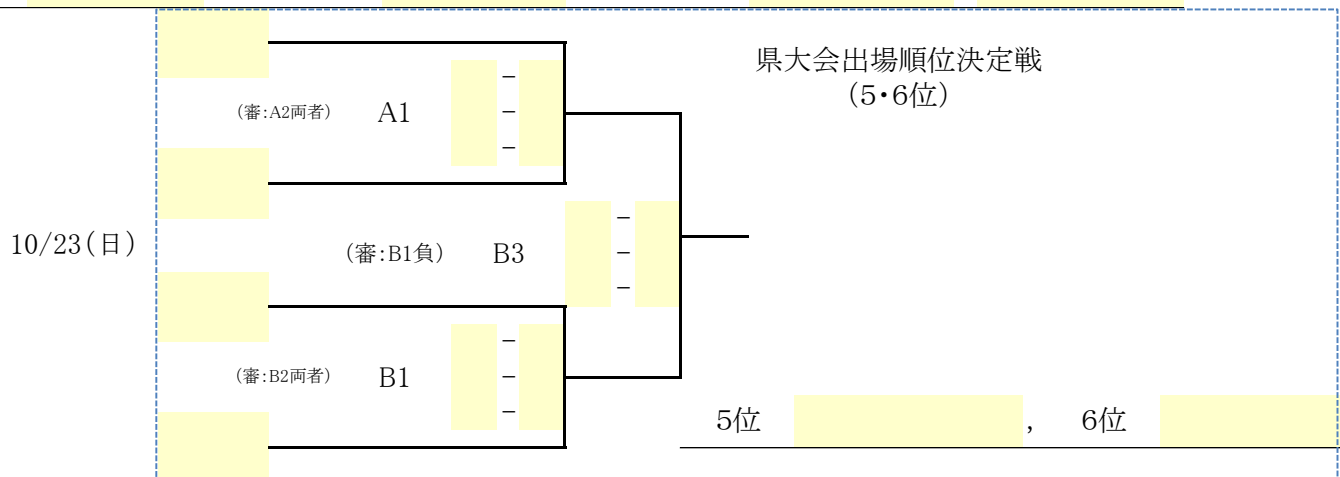 県大会出場順位決定戦
（5・6位）
−
（審：A2両者） A1 −
−
−
10/23（日） （審：B1負） B3 −
−
−
（審：B2両者） B1 −
−
5位 , 6位